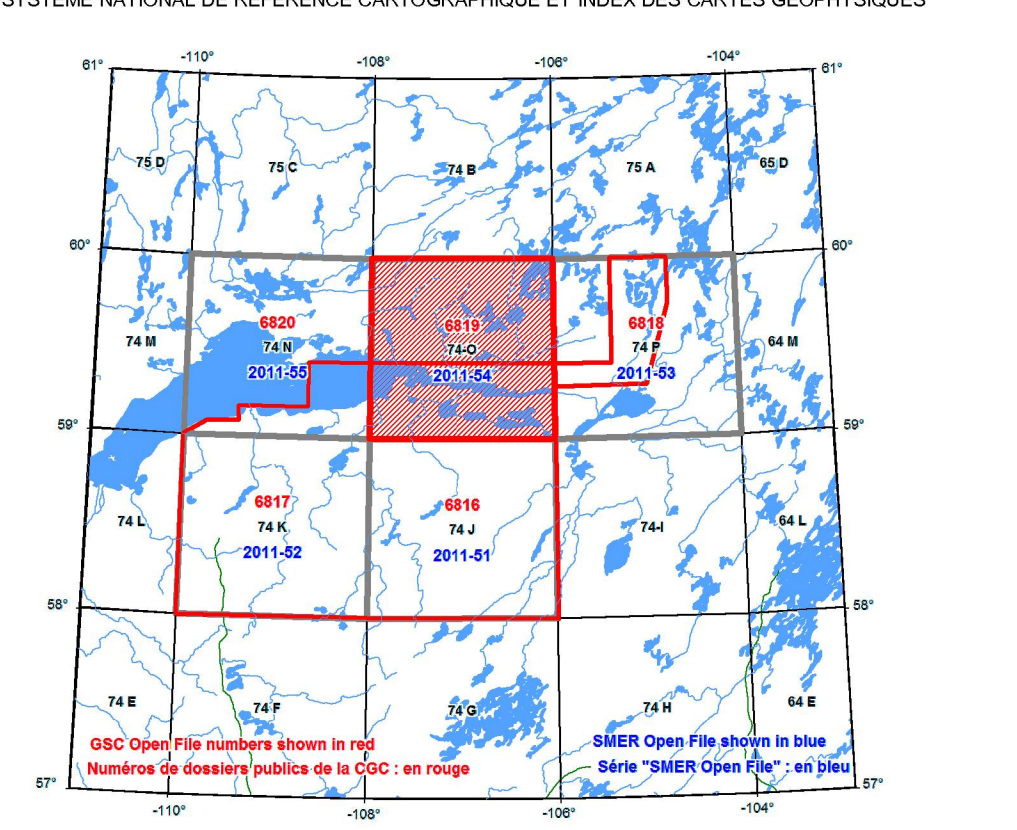 SYSTÈME NATIONAL DE RÉFÉRENCE CARTOGRAPHIQUE ET INDEX DES CARTES GÉOPHYSIQUES
-110°
-108°
-106°
-104°
61°
61°
75 D
75 C
74 B
75 A
65 D
60°
60°
6820
6819
6818
74 M
74 N
74-O
74 P
64 M
2011-55
2011-54
2011-53
59°
59°
6817
6816
74 L
74 K
74 J
74-I
64 L
2011-52
2011-51
58°
58°
74 E
74 F
74 G
74 H
64 E
GSC Open File numbers shown in red
SMER Open File shown in blue
Numéros de dossiers publics de la CGC : en rouge
Série "SMER Open File" : en bleu
57°
57°
-110°
-108°
-106°
-104°